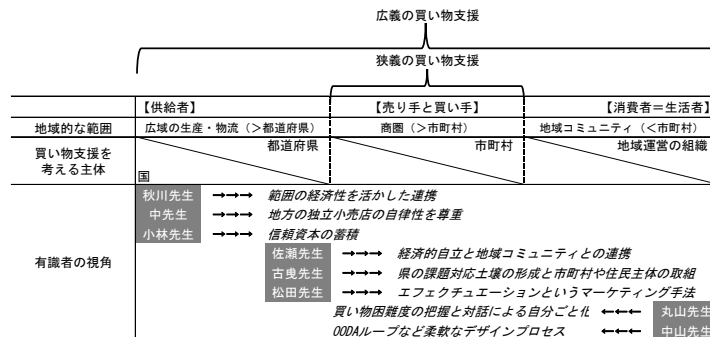 広義の買い物支援
狭義の買い物支援
【供給者】 【売り手と買い手】 【消費者=生活者】
地域的な範囲 広域の生産・物流(>都道府県) 商圏(>市町村) 地域コミュニティ(<市町村)
買い物支援を考える主体 国 都道府県 市町村 地域運営の組織
有識者の視角
秋川先生 →→→ 範囲の経済性を活かした連携
中先生 →→→ 地方の独立小売店の自律性を尊重
小林先生 →→→ 信頼資本の蓄積
佐瀬先生 →→→ 経済的自立と地域コミュニティとの連携
古曵先生 →→→ 県の課題対応土壌の形成と市町村や住民主体の取組
松田先生 →→→ エフェクチュエーションというマーケティング手法
買い物困難度の把握と対話による自分ごと化 ←←← 丸山先生
OODAループなど柔軟なデザインプロセス ←←← 中山先生